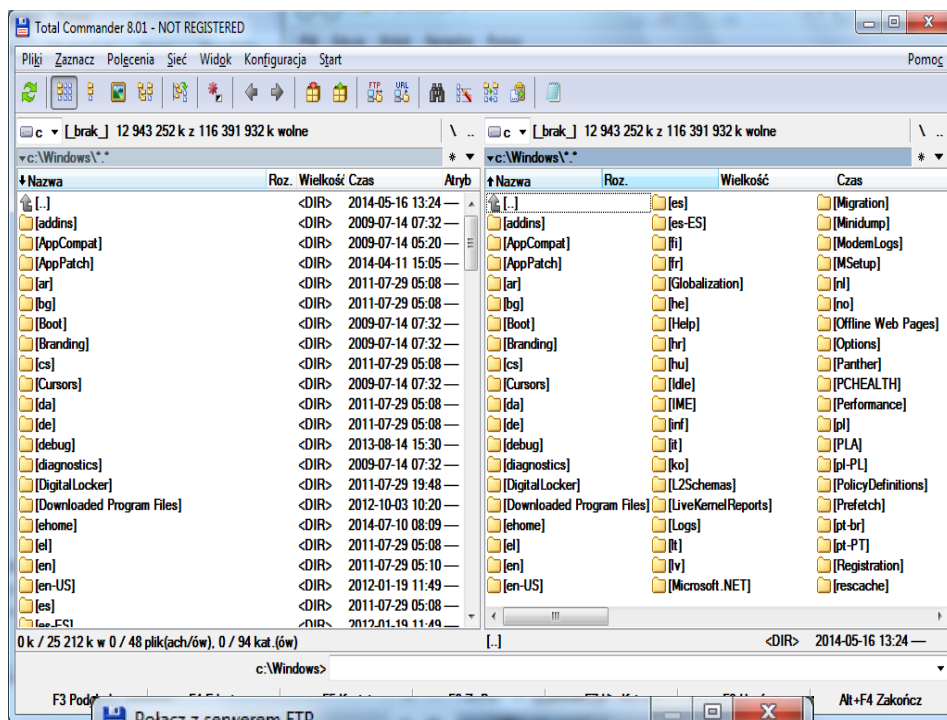 Total Commander 8.01 - NOT REGISTERED
Pliki Zaznacz Polecenia Sieć Widok Konfiguracja Start Pomoc
FTP URL
c [_brak_] 12 943 252 k z 116 391 932 k wolne \ ..
c [_brak_] 12 943 252 k z 116 391 932 k wolne \ ..
c:\Windows\*.* *
c:\Windows\*.* *
Nazwa Roz. Wielkość Czas Atryb
[..] <DIR> 2014-05-16 13:24 —
[addins] <DIR> 2009-07-14 07:32 —
[AppCompat] <DIR> 2009-07-14 05:20 —
[AppPatch] <DIR> 2014-04-11 15:05 —
[ar] <DIR> 2011-07-29 05:08 —
[bg] <DIR> 2011-07-29 05:08 —
[Boot] <DIR> 2009-07-14 07:32 —
[Branding] <DIR> 2009-07-14 07:32 —
[cs] <DIR> 2011-07-29 05:08 —
[Cursors] <DIR> 2009-07-14 07:32 —
[da] <DIR> 2011-07-29 05:08 —
[de] <DIR> 2011-07-29 05:08 —
[debug] <DIR> 2013-08-14 15:30 —
[diagnostics] <DIR> 2009-07-14 07:32 —
[DigitalLocker] <DIR> 2011-07-29 19:48 —
[Downloaded Program Files] <DIR> 2012-10-03 10:20 —
[ehome] <DIR> 2014-07-10 08:09 —
[el] <DIR> 2011-07-29 05:08 —
[en] <DIR> 2011-07-29 05:10 —
[en-US] <DIR> 2012-01-19 11:49 —
[es] <DIR> 2011-07-29 05:08 —
[es-ES] <DIR> 2012-01-19 11:49 —
Nazwa Roz. Wielkość Czas
[..] [es] [Migration]
[addins] [es-ES] [Minidump]
[AppCompat] [fi] [ModemLogs]
[AppPatch] [fr] [MSetup]
[ar] [Globalization] [nl]
[bg] [he] [no]
[Boot] [Help] [Offline Web Pages]
[Branding] [hr] [Options]
[cs] [hu] [Panther]
[Cursors] [Idle] [PCHEALTH]
[da] [IME] [Performance]
[de] [inf] [pl]
[debug] [it] [PLA]
[diagnostics] [ko] [pl-PL]
[DigitalLocker] [L2Schemas] [PolicyDefinitions]
[Downloaded Program Files] [LiveKernelReports] [Prefetch]
[ehome] [Logs] [pt-br]
[el] [lt] [pt-PT]
[en] [lv] [Registration]
[en-US] [Microsoft.NET] [rescache]
0 k / 25 212 k w 0 / 48 plik(ach/ów), 0 / 94 kat.(ów)
[..] <DIR> 2014-05-16 13:24 —
c:\Windows>
F3 Alt+F4 Zakończ
Połącz z serwerem FTP